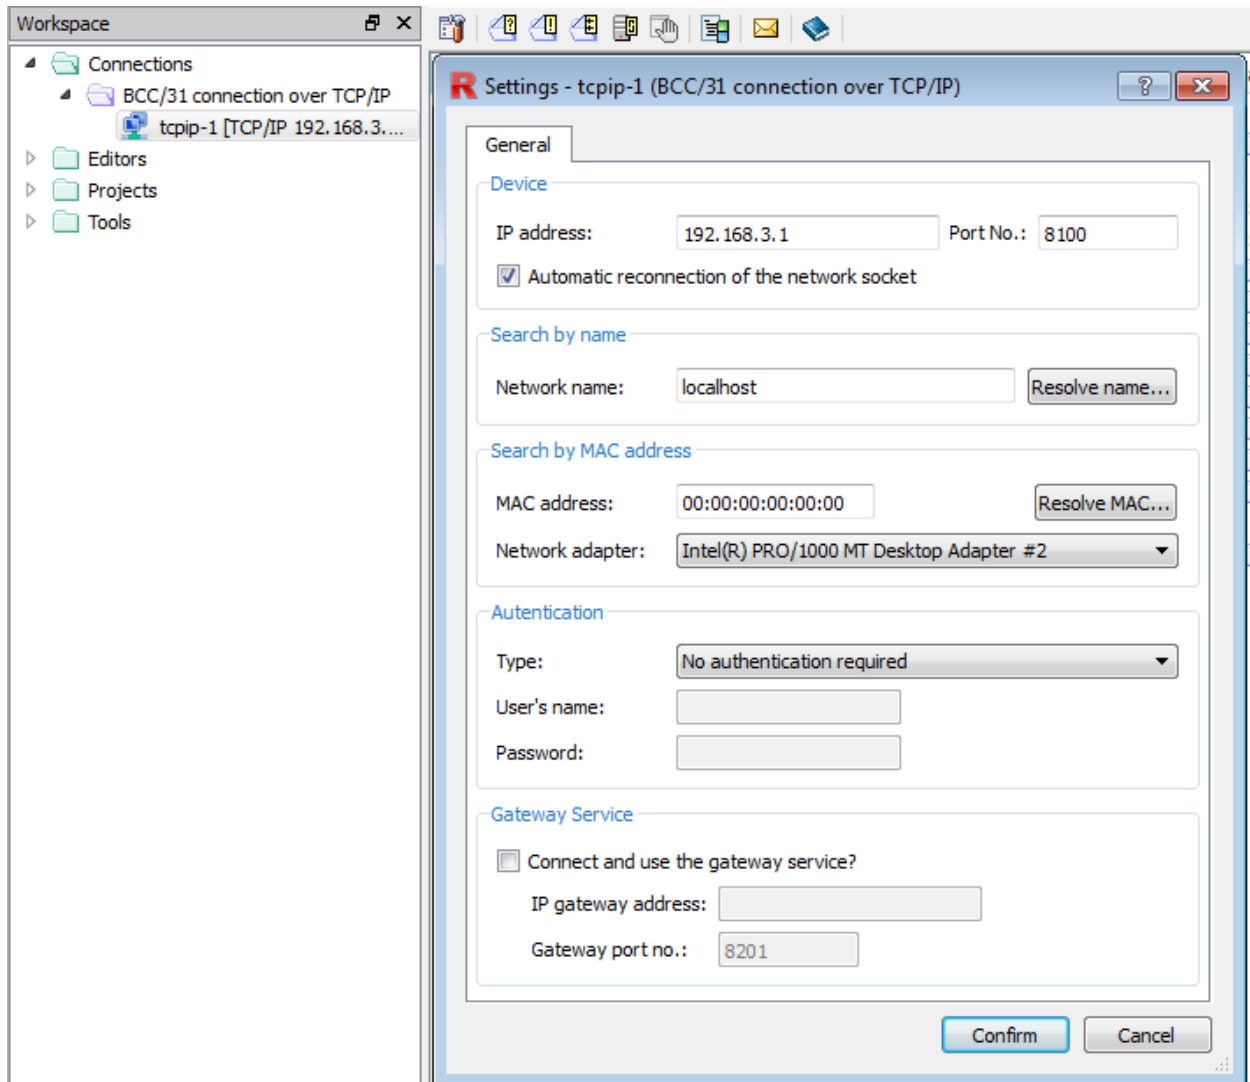 Workspace
Connections
BCC/31 connection over TCP/IP
tcpip-1 [TCP/IP 192.168.3....
Editors
Projects
Tools
Settings - tcpip-1 (BCC/31 connection over TCP/IP)
General
Device
IP address: 192.168.3.1 Port No.: 8100
Automatic reconnection of the network socket
Search by name
Network name: localhost Resolve name...
Search by MAC address
MAC address: 00:00:00:00:00:00 Resolve MAC...
Network adapter: Intel(R) PRO/1000 MT Desktop Adapter #2
Autentication
Type: No authentication required
User's name:
Password:
Gateway Service
Connect and use the gateway service?
IP gateway address:
Gateway port no.: 8201
Confirm Cancel